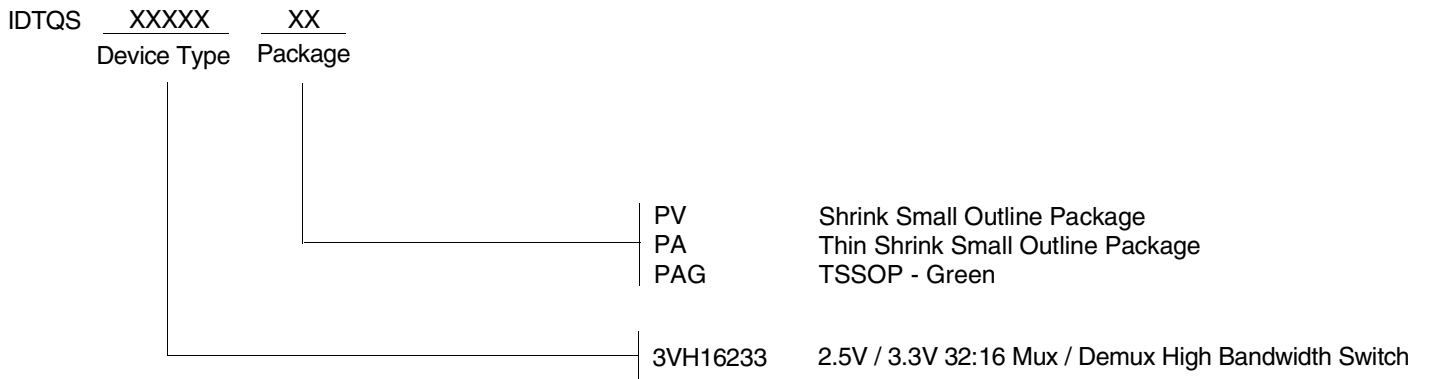 IDTQS XXXXX XX
Device Type Package
PV Shrink Small Outline Package
PA Thin Shrink Small Outline Package
PAG TSSOP - Green
3VH16233 2.5V / 3.3V 32:16 Mux / Demux High Bandwidth Switch